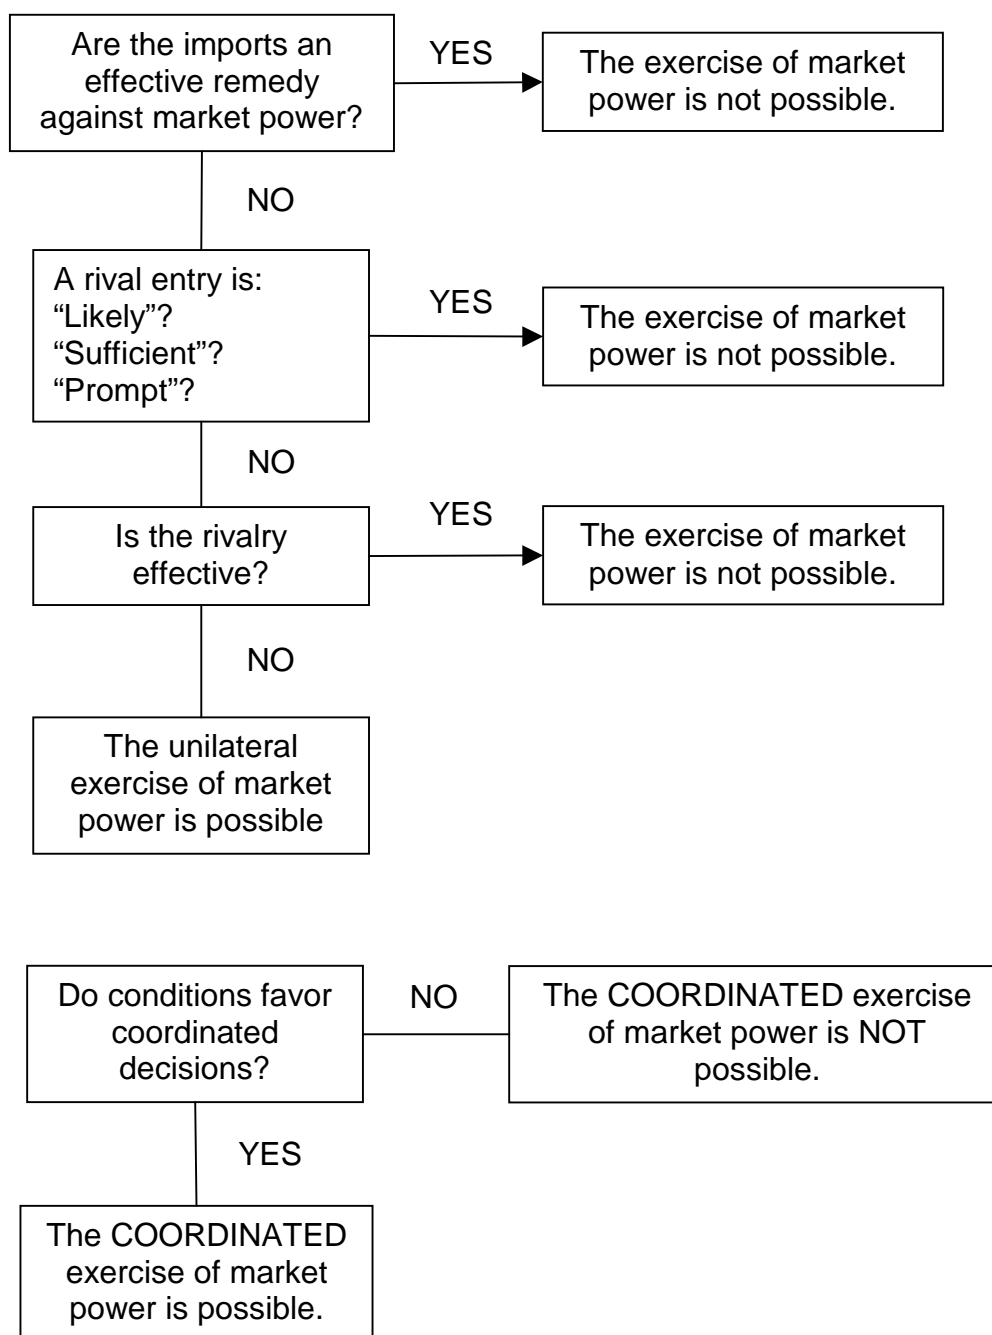 Are the imports an
effective remedy
against market power?
YES
The exercise of market
power is not possible.
NO
A rival entry is:
“Likely”?
“Sufficient”?
“Prompt”?
YES
The exercise of market
power is not possible.
NO
Is the rivalry
effective?
YES
The exercise of market
power is not possible.
NO
The unilateral
exercise of market
power is possible
Do conditions favor
coordinated
decisions?
NO
The COORDINATED exercise
of market power is NOT
possible.
YES
The COORDINATED
exercise of market
power is possible.